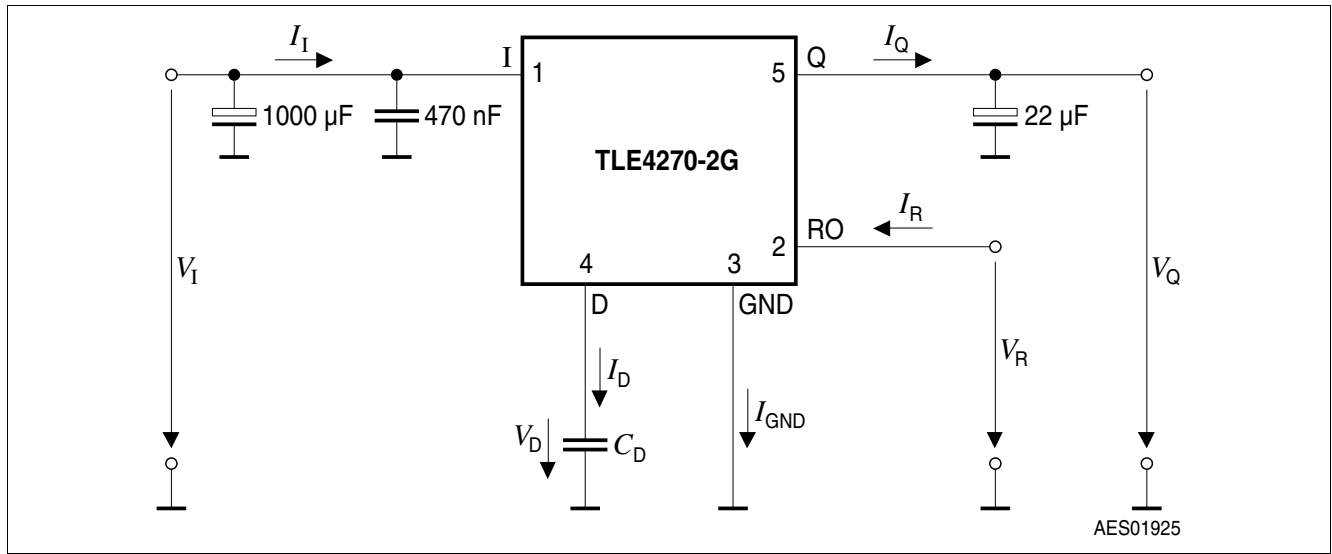 I_I
I
1
1000 µF
470 nF
TLE4270-2G
5
Q
I_Q
22 µF
I_R
RO
2
4
3
D
GND
V_I
V_Q
V_R
I_D
I_GND
V_D
C_D
AES01925